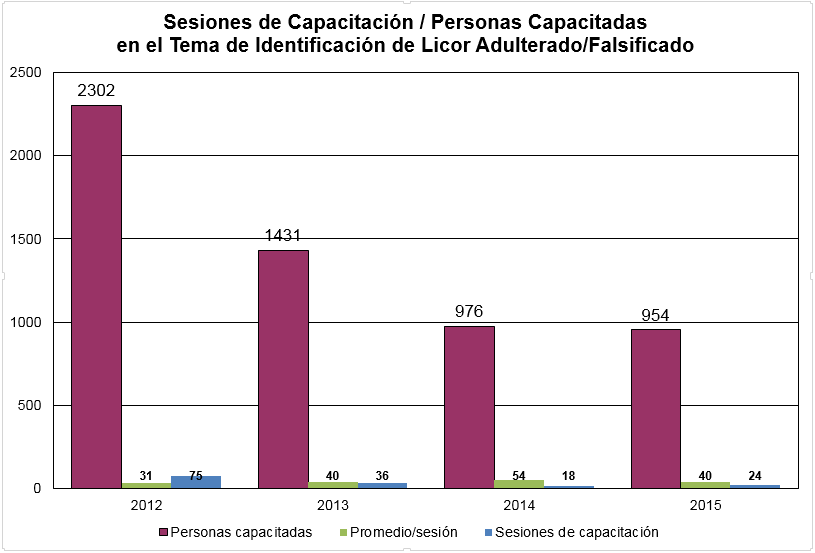 Sesiones de Capacitación / Personas Capacitadas
en el Tema de Identificación de Licor Adulterado/Falsificado
2500
2302
2000
1500
1431
1000
976
954
500
31 75 40 36 54 18 40 24
0
2012 2013 2014 2015
Personas capacitadas Promedio/sesión Sesiones de capacitación